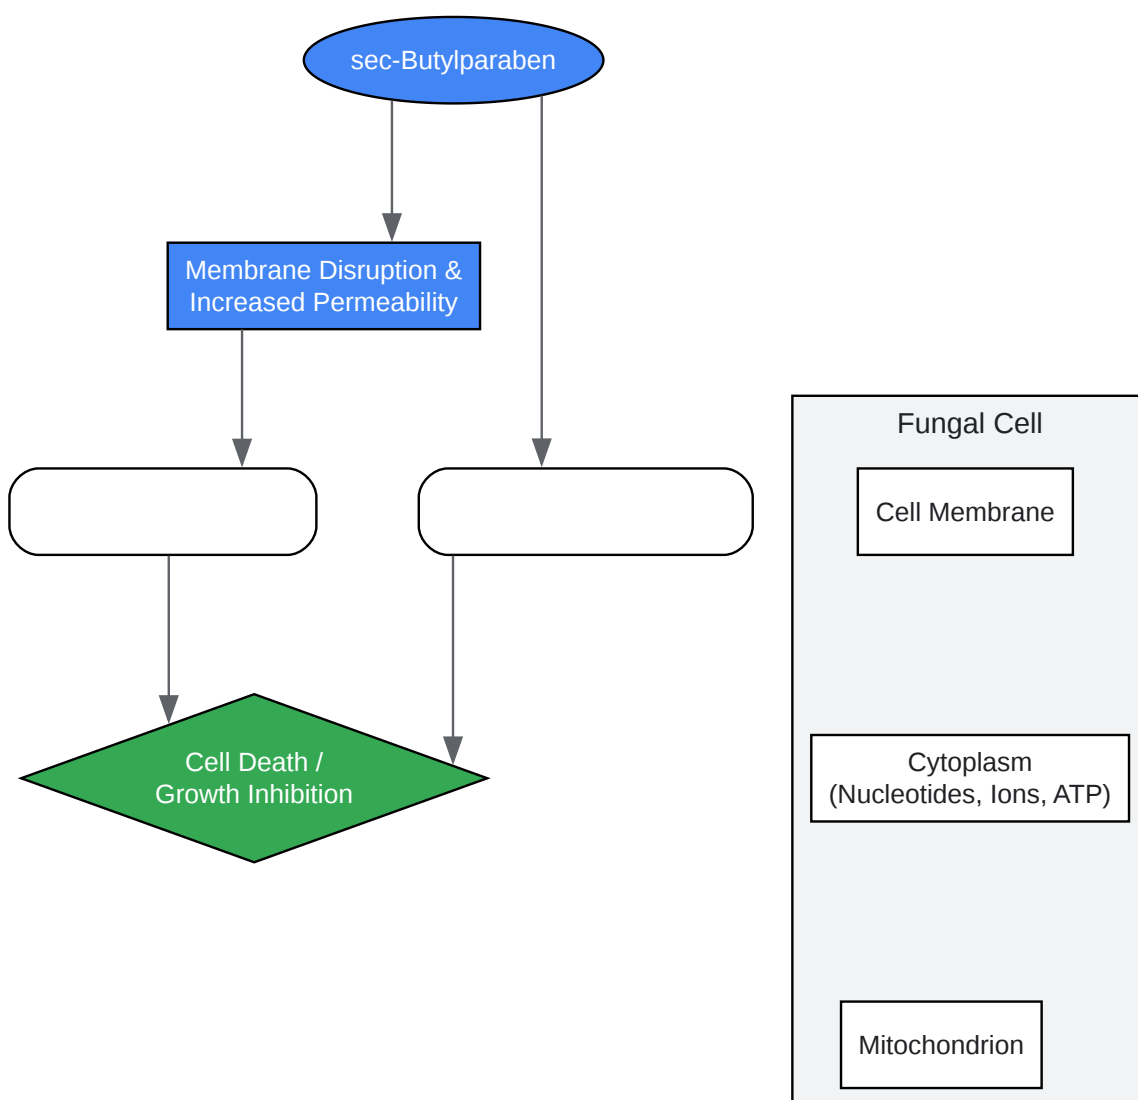 sec-Butylparaben
Membrane Disruption &
Increased Permeability
Fungal Cell
Cell Membrane
Cell Death /
Growth Inhibition
Cytoplasm
(Nucleotides, Ions, ATP)
Mitochondrion